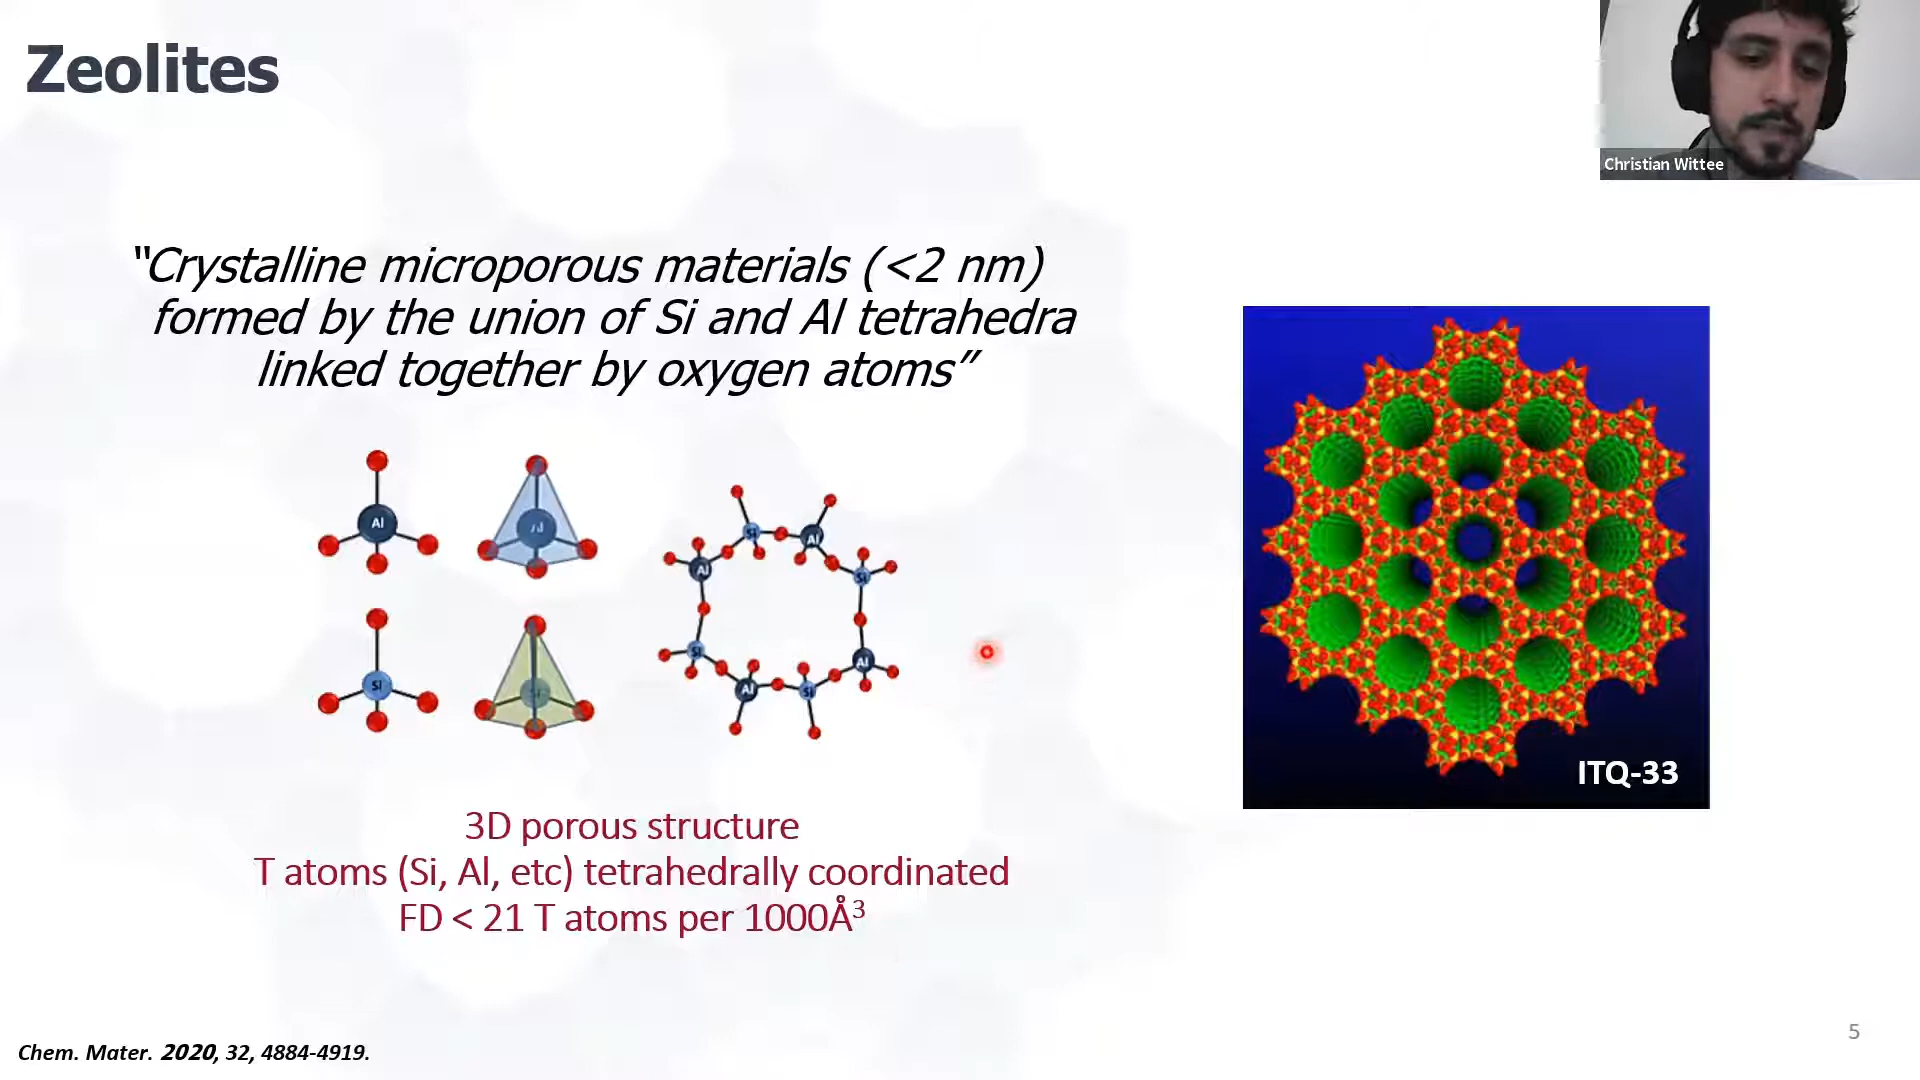 Zeolites
Christian Wittee
“Crystalline microporous materials (<2 nm)
formed by the union of Si and Al tetrahedra
linked together by oxygen atoms”
Al
Al
Si
Si
Si
Al
Al
Si
Si
Al
Al
Si
ITQ-33
3D porous structure
T atoms (Si, Al, etc) tetrahedrally coordinated
FD < 21 T atoms per 1000Å³
5
Chem. Mater. 2020, 32, 4884-4919.